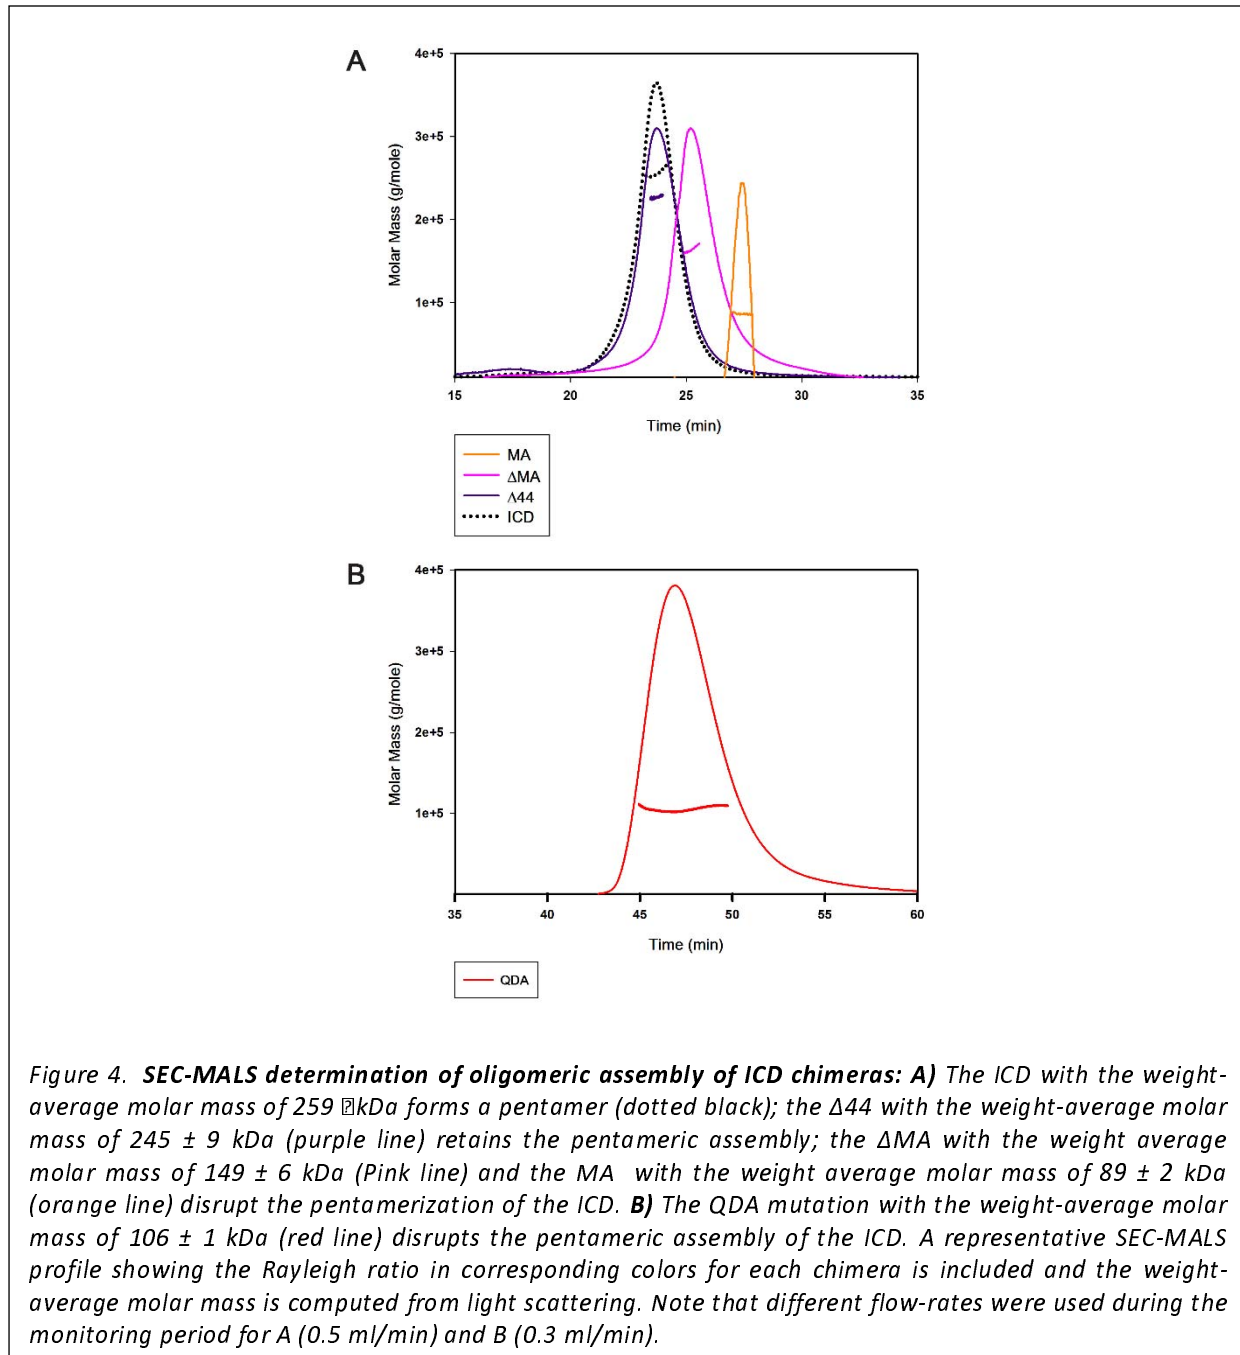 A
4e+5
3e+5
2e+5
1e+5
Molar Mass (g/mole)
15 20 25 30 35
Time (min)
MA
ΔMA
Λ44
ICD
B
4e+5
3e+5
2e+5
1e+5
Molar Mass (g/mole)
35 40 45 50 55 60
Time (min)
QDA
Figure 4. SEC-MALS determination of oligomeric assembly of ICD chimeras: A) The ICD with the weight-
average molar mass of 259 kDa forms a pentamer (dotted black); the Δ44 with the weight-average molar
mass of 245 ± 9 kDa (purple line) retains the pentameric assembly; the ΔMA with the weight average
molar mass of 149 ± 6 kDa (Pink line) and the MA with the weight average molar mass of 89 ± 2 kDa
(orange line) disrupt the pentamerization of the ICD. B) The QDA mutation with the weight-average molar
mass of 106 ± 1 kDa (red line) disrupts the pentameric assembly of the ICD. A representative SEC-MALS
profile showing the Rayleigh ratio in corresponding colors for each chimera is included and the weight-
average molar mass is computed from light scattering. Note that different flow-rates were used during the
monitoring period for A (0.5 ml/min) and B (0.3 ml/min).